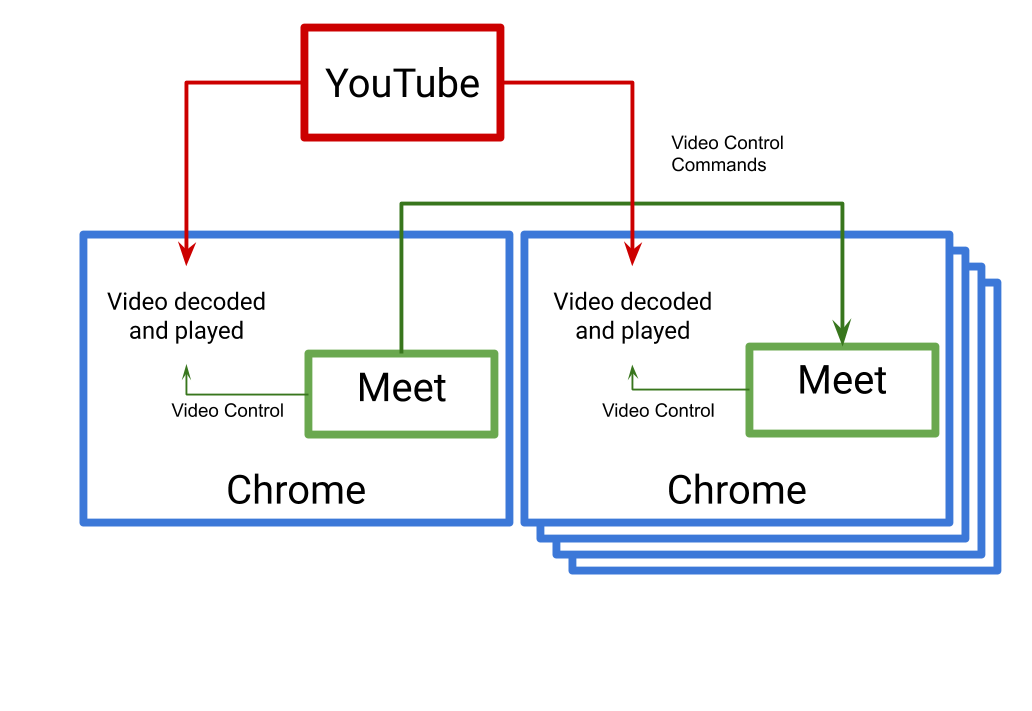 YouTube
Video Control
Commands
Video decoded
and played
Meet
Video Control
Chrome
Video decoded
and played
Meet
Video Control
Chrome